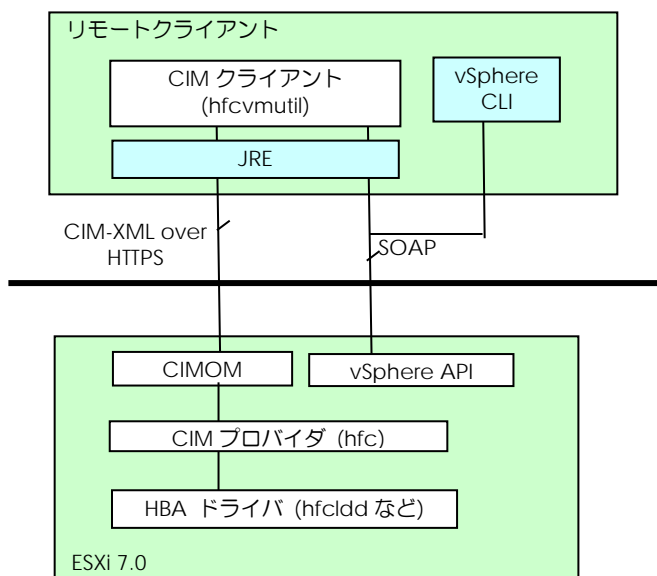 リモートクライアント
CIM クライアント
(hfcvmutil)
vSphere
CLI
JRE
CIM-XML over
HTTPS
SOAP
CIMOM
vSphere API
CIM プロバイダ (hfc)
HBA ドライバ (hfcldd など)
ESXi 7.0